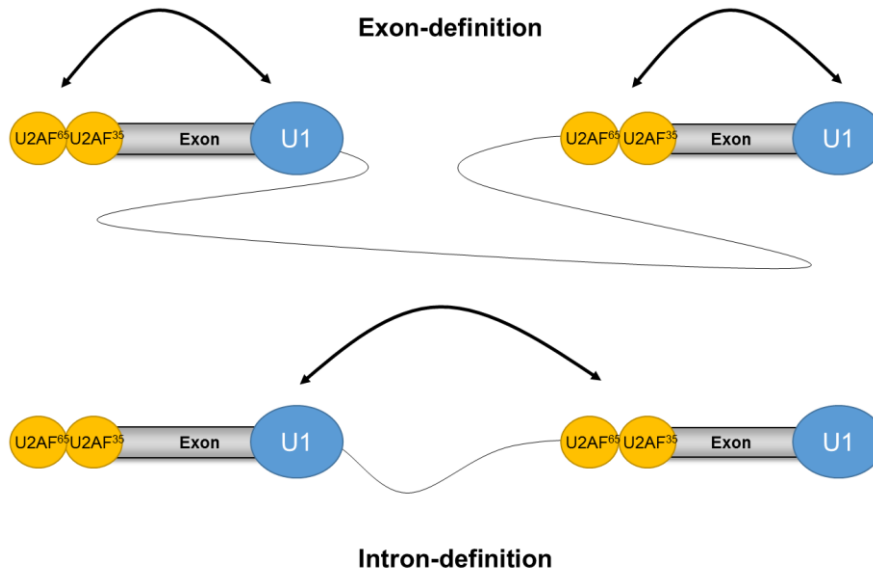 Exon-definition
U2AF65 U2AF35 Exon U1 U2AF65 U2AF35 Exon U1
U2AF65 U2AF35 Exon U1 U2AF65 U2AF35 Exon U1
Intron-definition